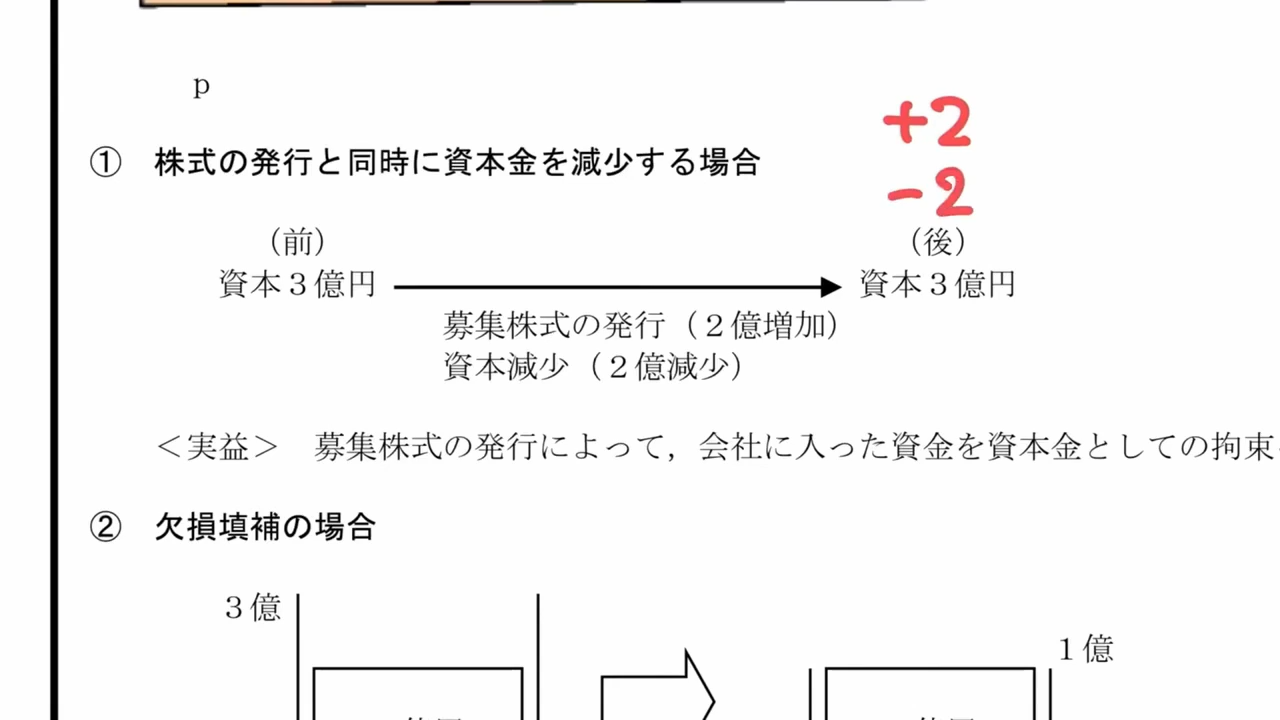 p
+2
① 株式の発行と同時に資本金を減少する場合
-2
(前)
(後)
資本3億円
資本3億円
募集株式の発行(2億増加)
資本減少(2億減少)
<実益> 募集株式の発行によって,会社に入った資金を資本金としての拘束
② 欠損填補の場合
3億
1億